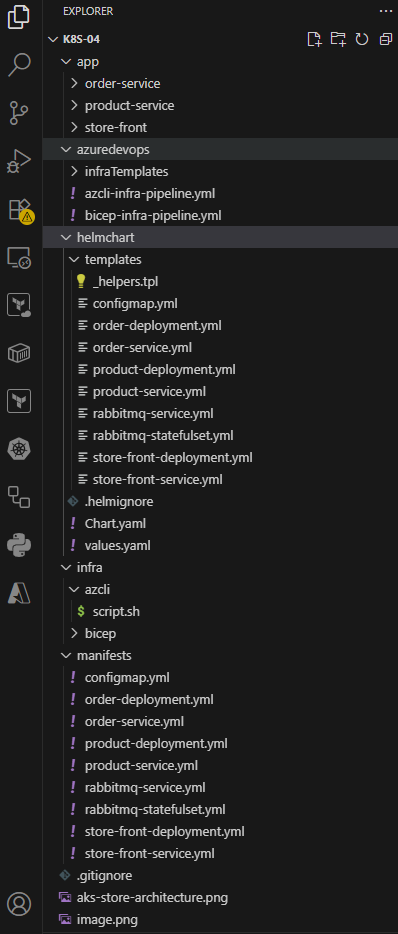 EXPLORER
K8S-04
app
order-service
product-service
store-front
azuredevops
infraTemplates
azcli-infra-pipeline.yml
bicep-infra-pipeline.yml
helmchart
templates
_helpers.tpl
configmap.yml
order-deployment.yml
order-service.yml
product-deployment.yml
product-service.yml
rabbitmq-service.yml
rabbitmq-statefulset.yml
store-front-deployment.yml
store-front-service.yml
.helmignore
Chart.yaml
values.yaml
infra
azcli
$ script.sh
bicep
manifests
configmap.yml
order-deployment.yml
order-service.yml
product-deployment.yml
product-service.yml
rabbitmq-service.yml
rabbitmq-statefulset.yml
store-front-deployment.yml
store-front-service.yml
.gitignore
aks-store-architecture.png
image.png